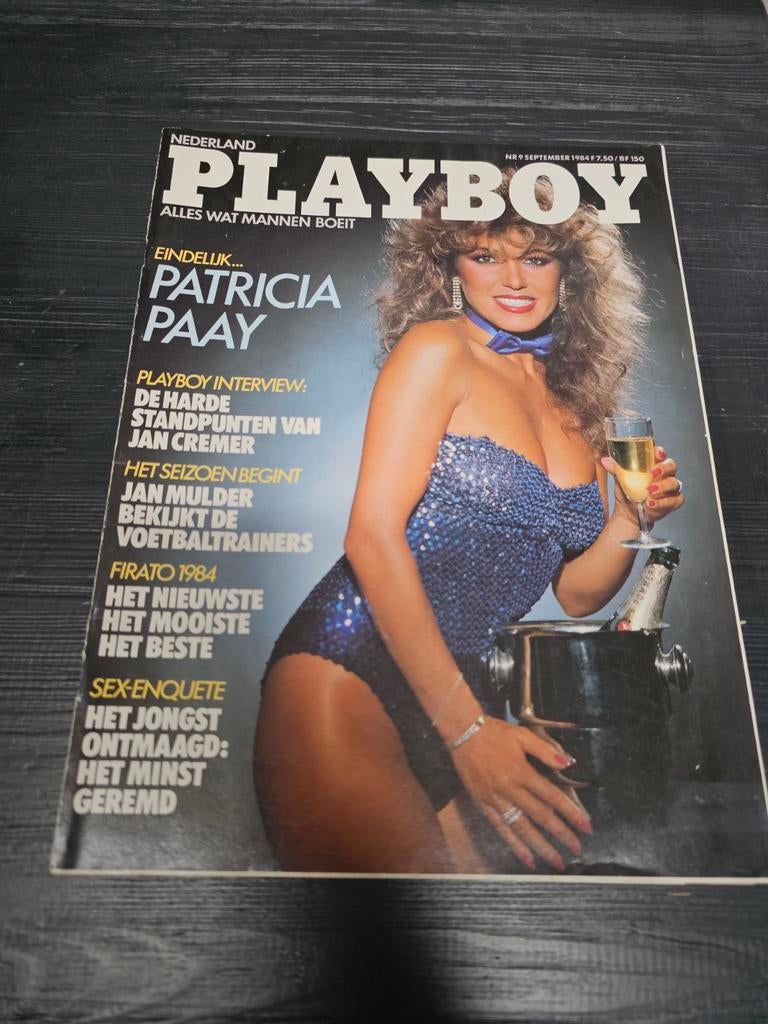 NEDERLAND
NR 9 SEPTEMBER 1984 F 7,50 / BF 150
PLAYBOY
ALLES WAT MANNEN BOEIT
EINDELIJK...
PATRICIA
PAAY
PLAYBOY INTERVIEW:
DE HARDE
STANDPUNTEN VAN
JAN CREMER
HET SEIZOEN BEGINT
JAN MULDER
BEKIJKT DE
VOETBALTRAINERS
FIRATO 1984
HET NIEUWSTE
HET MOOISTE
HET BESTE
SEX-ENQUETE
HET JONGST
ONTMAAGD:
HET MINST
GEREMD
POMMERY